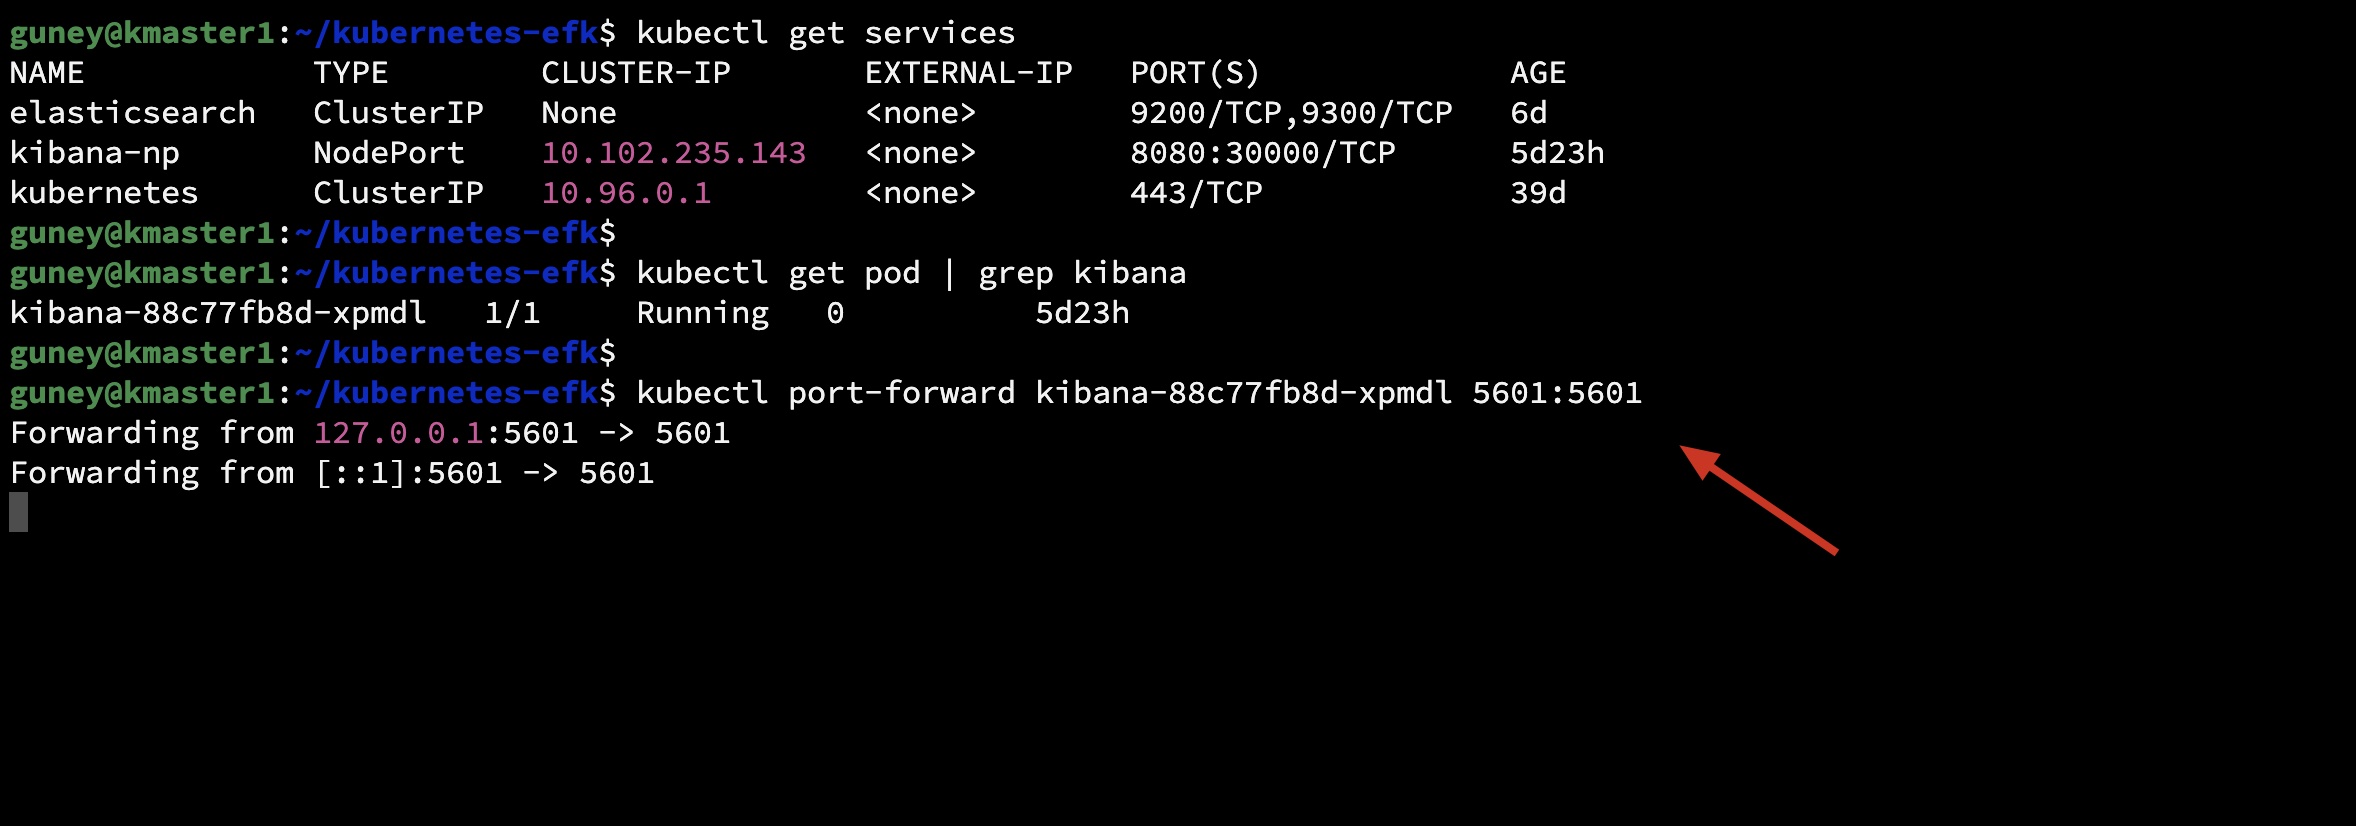 guney@kmaster1:~/kubernetes-efk$ kubectl get services
NAME            TYPE        CLUSTER-IP       EXTERNAL-IP   PORT(S)             AGE
elasticsearch   ClusterIP   None             <none>        9200/TCP,9300/TCP   6d
kibana-np       NodePort    10.102.235.143   <none>        8080:30000/TCP      5d23h
kubernetes      ClusterIP   10.96.0.1        <none>        443/TCP             39d
guney@kmaster1:~/kubernetes-efk$
guney@kmaster1:~/kubernetes-efk$ kubectl get pod | grep kibana
kibana-88c77fb8d-xpmdl   1/1     Running   0          5d23h
guney@kmaster1:~/kubernetes-efk$
guney@kmaster1:~/kubernetes-efk$ kubectl port-forward kibana-88c77fb8d-xpmdl 5601:5601
Forwarding from 127.0.0.1:5601 -> 5601
Forwarding from [::1]:5601 -> 5601